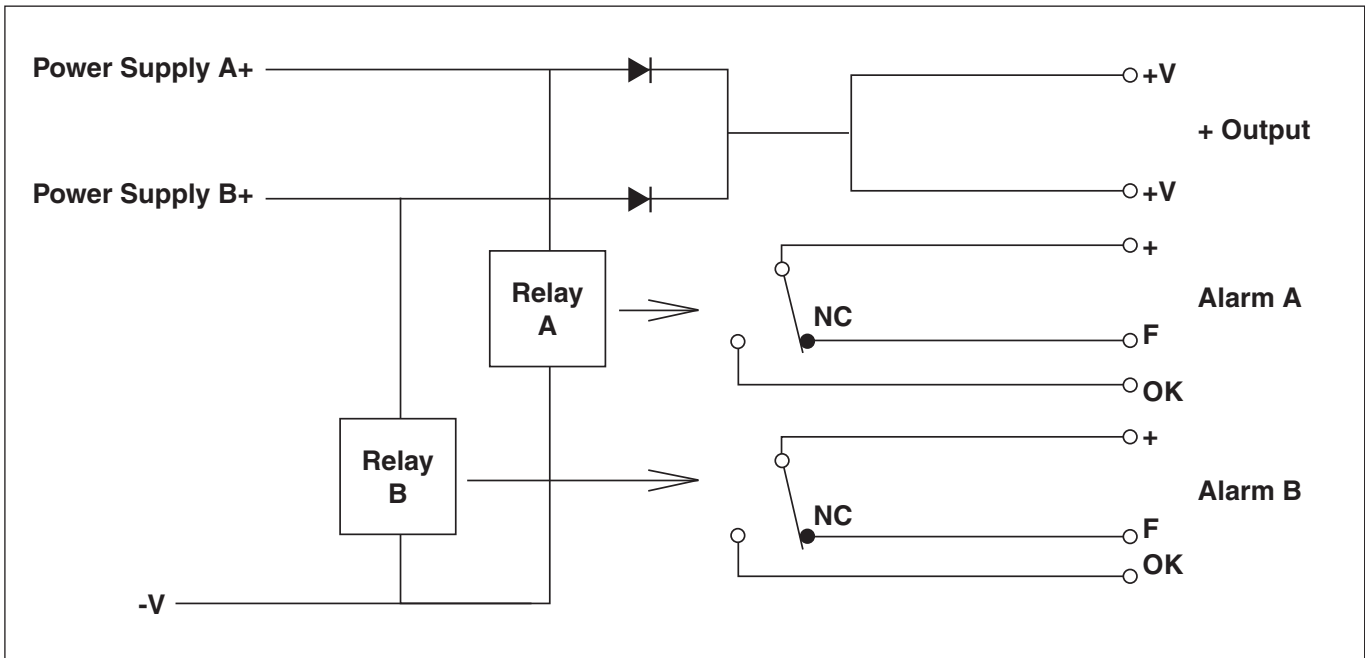 Power Supply A+
+V
+ Output
Power Supply B+
+V
+
Relay
A
NC
Alarm A
F
OK
+
Relay
B
NC
Alarm B
F
OK
-V